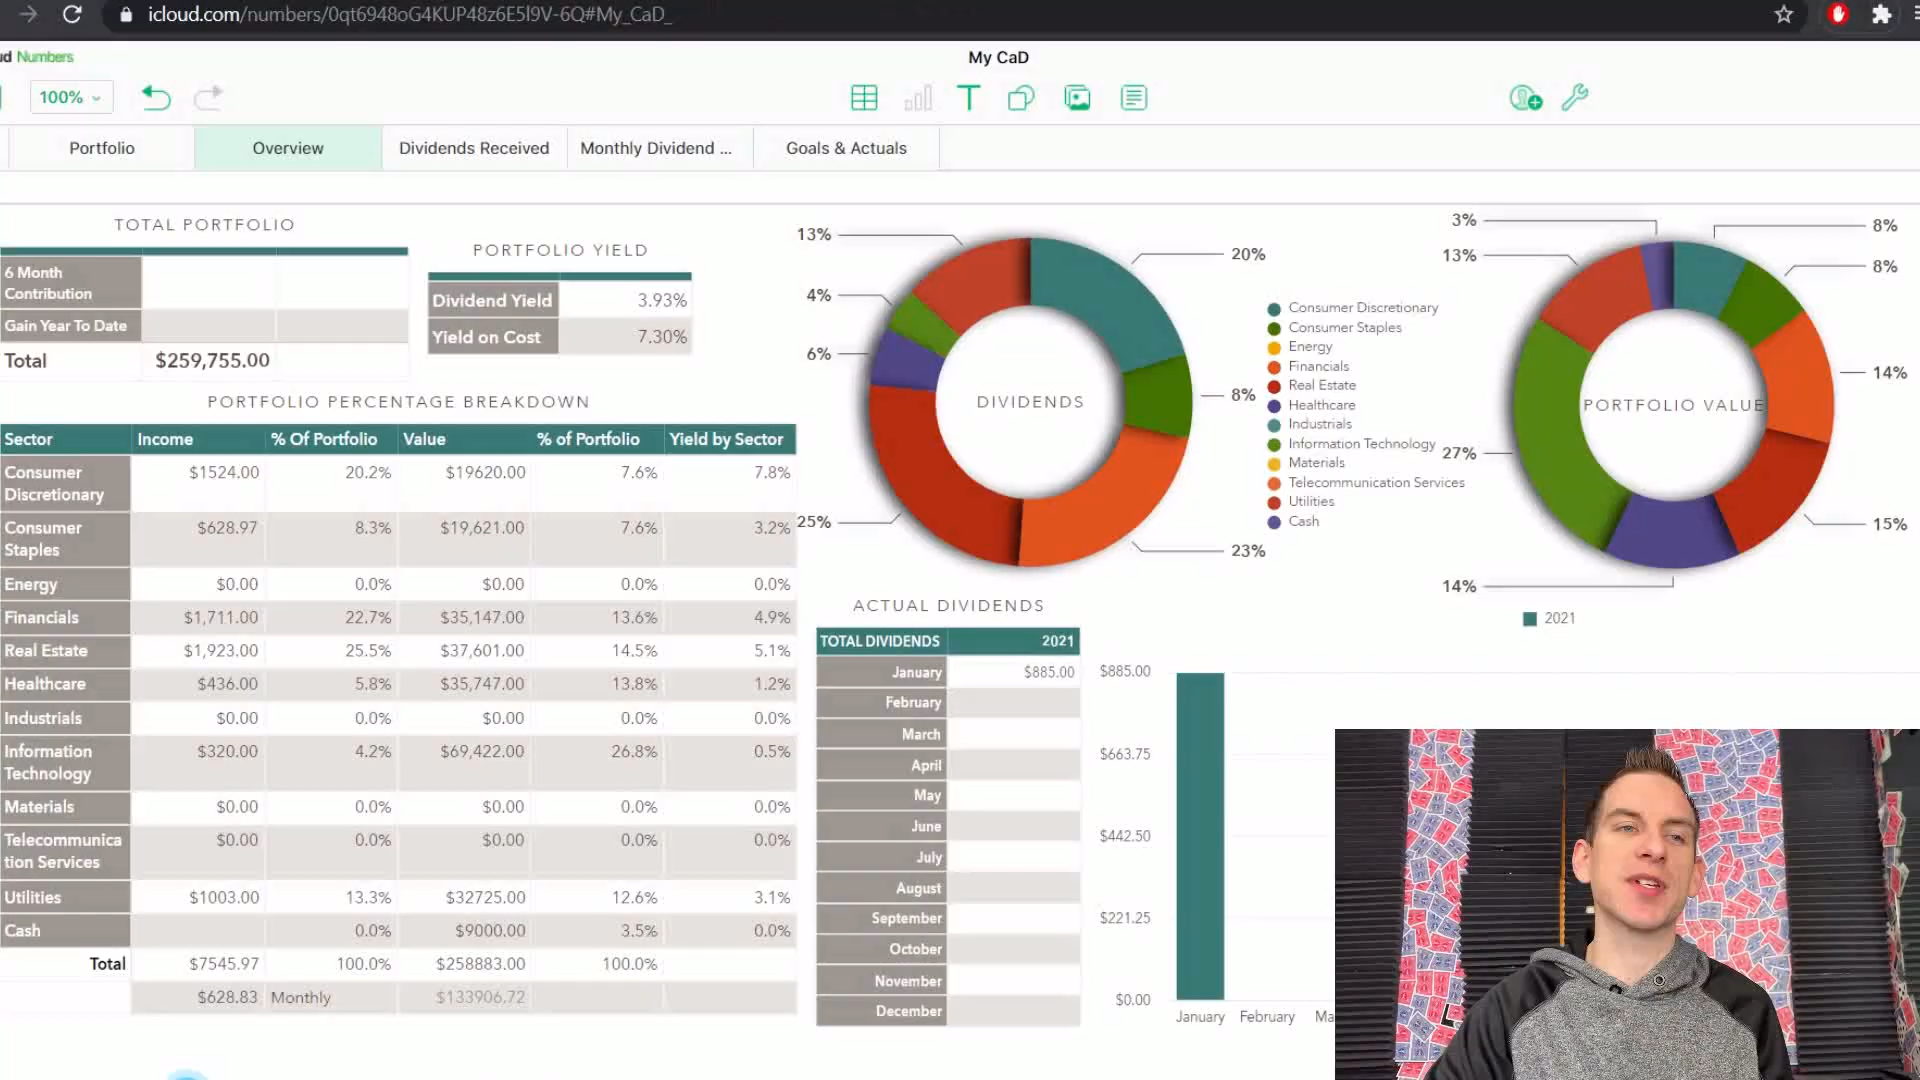 icloud.com/numbers/0qt6948oG4KUP48z6E5l9V-6Q#My_CaD_
ud Numbers
My CaD
100%
Portfolio
Overview
Dividends Received
Monthly Dividend ...
Goals & Actuals
TOTAL PORTFOLIO
6 Month
Contribution
Gain Year To Date
Total $259,755.00
PORTFOLIO YIELD
Dividend Yield 3.93%
Yield on Cost 7.30%
PORTFOLIO PERCENTAGE BREAKDOWN
Sector Income % Of Portfolio Value % of Portfolio Yield by Sector
Consumer
Discretionary $1524.00 20.2% $19620.00 7.6% 7.8%
Consumer
Staples $628.97 8.3% $19,621.00 7.6% 3.2%
Energy $0.00 0.0% $0.00 0.0% 0.0%
Financials $1,711.00 22.7% $35,147.00 13.6% 4.9%
Real Estate $1,923.00 25.5% $37,601.00 14.5% 5.1%
Healthcare $436.00 5.8% $35,747.00 13.8% 1.2%
Industrials $0.00 0.0% $0.00 0.0% 0.0%
Information
Technology $320.00 4.2% $69,422.00 26.8% 0.5%
Materials $0.00 0.0% $0.00 0.0% 0.0%
Telecommunica
tion Services $0.00 0.0% $0.00 0.0% 0.0%
Utilities $1003.00 13.3% $32725.00 12.6% 3.1%
Cash 0.0% $9000.00 3.5% 0.0%
Total $7545.97 100.0% $258883.00 100.0%
$628.83 Monthly $133906.72
13%
20%
4%
6%
DIVIDENDS
8%
25%
23%
Consumer Discretionary
Consumer Staples
Energy
Financials
Real Estate
Healthcare
Industrials
Information Technology
Materials
Telecommunication Services
Utilities
Cash
3%
8%
13%
8%
14%
PORTFOLIO VALUE
27%
15%
14%
2021
ACTUAL DIVIDENDS
TOTAL DIVIDENDS 2021
January $885.00
February
March
April
May
June
July
August
September
October
November
December
$885.00
$663.75
$442.50
$221.25
$0.00
January February Ma